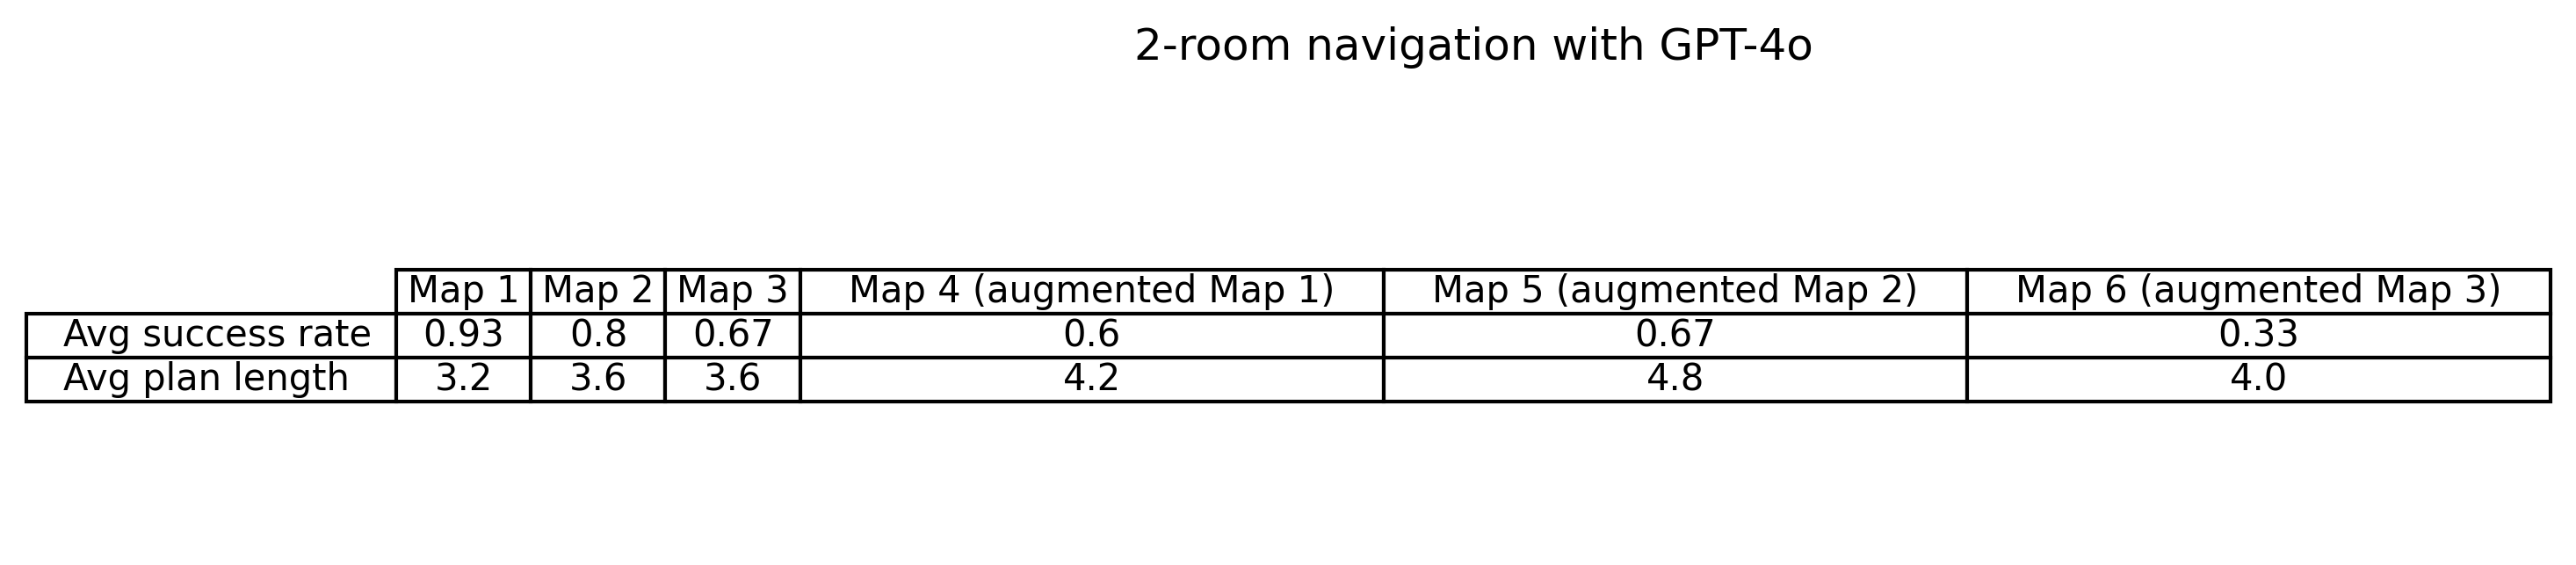 2-room navigation with GPT-4o
Map 1 Map 2 Map 3 Map 4 (augmented Map 1) Map 5 (augmented Map 2) Map 6 (augmented Map 3)
Avg success rate 0.93 0.8 0.67 0.6 0.67 0.33
Avg plan length 3.2 3.6 3.6 4.2 4.8 4.0